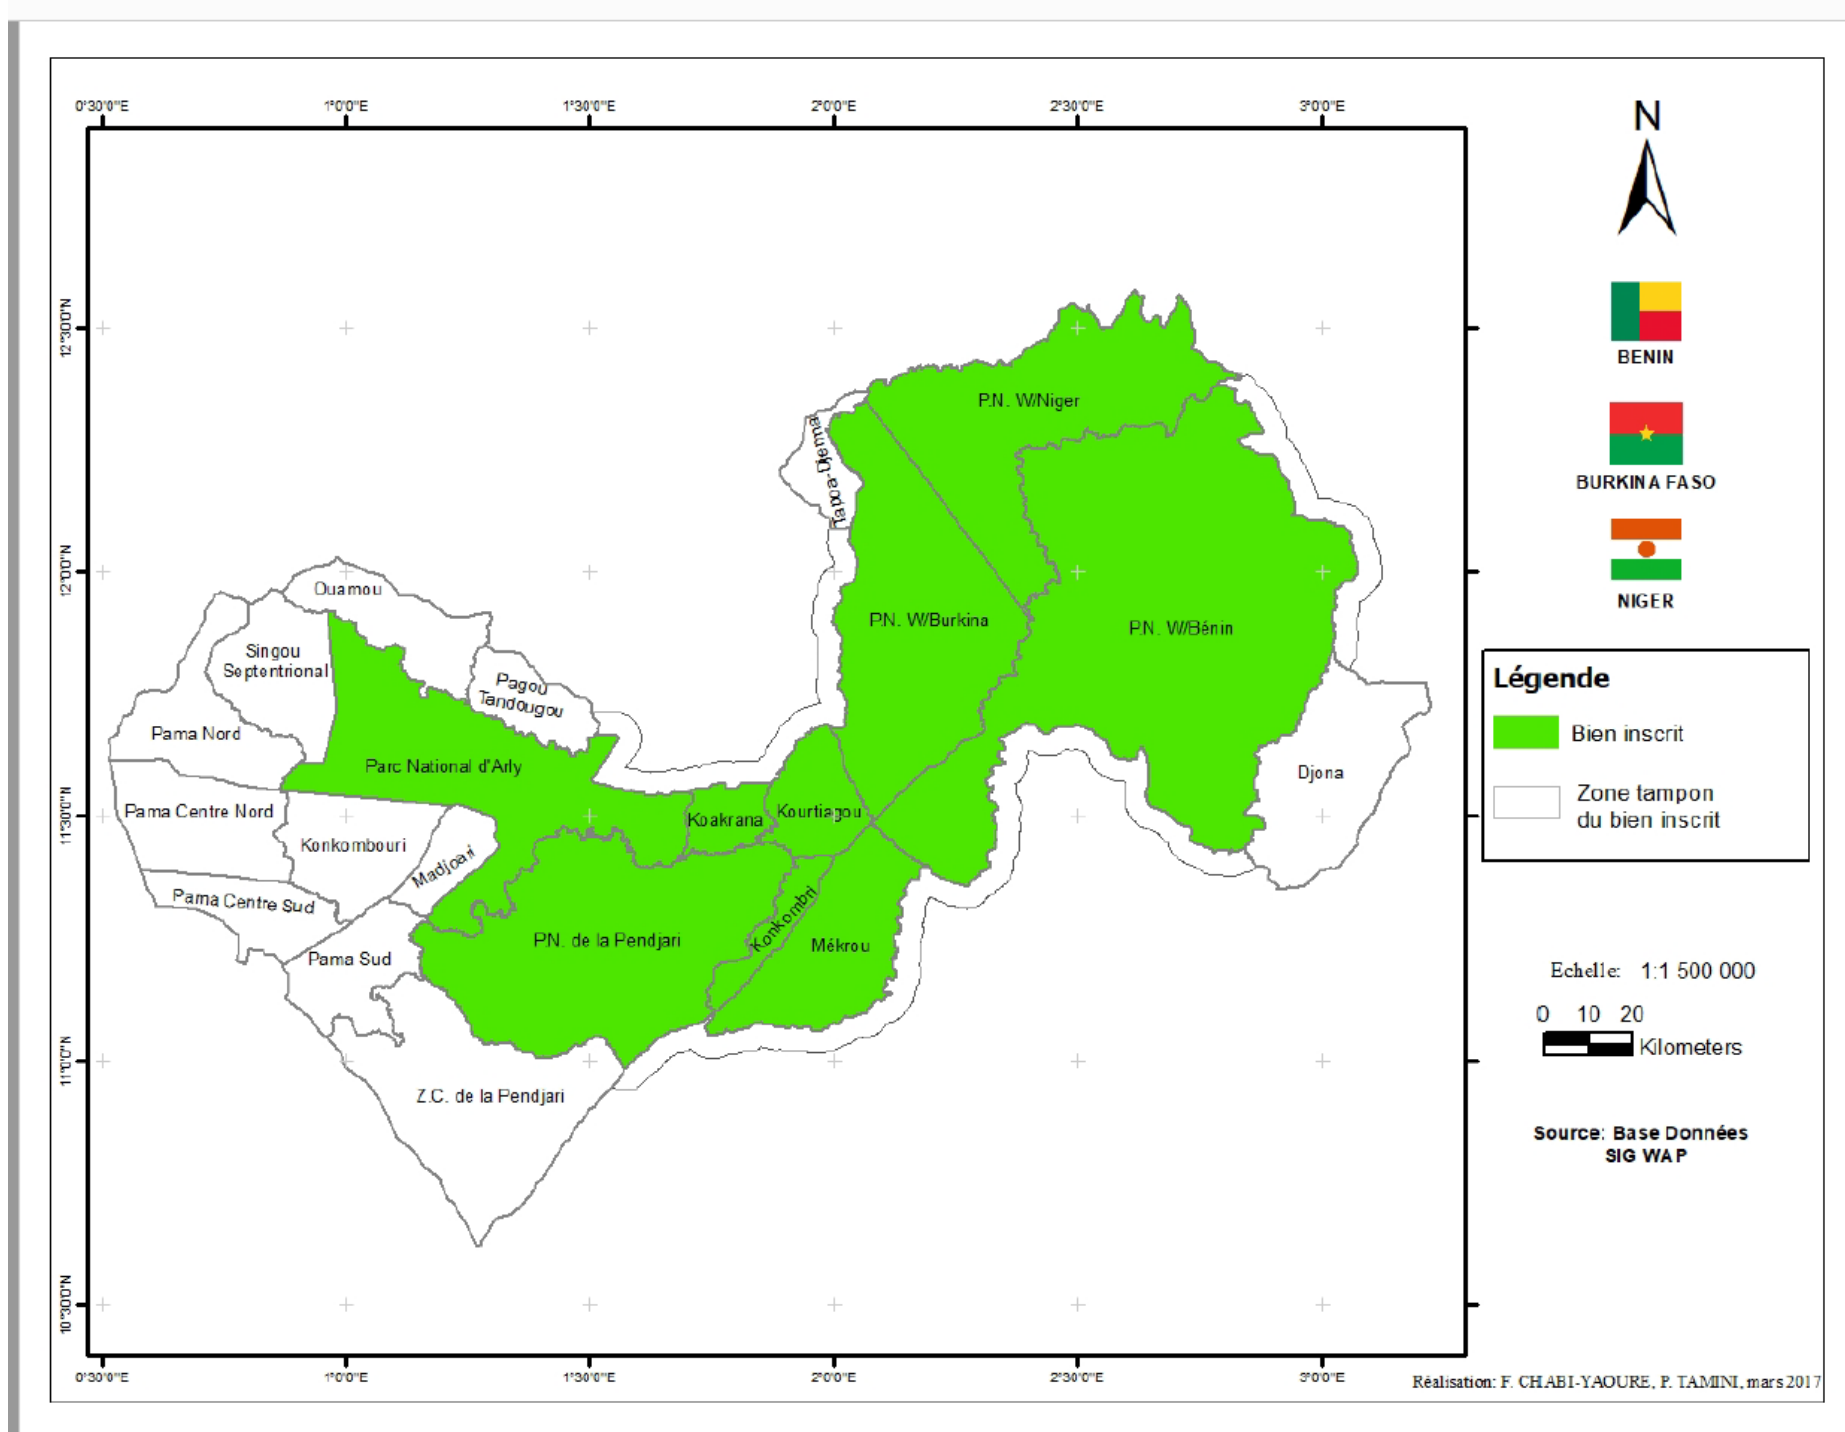 0°30'0"E 1°0'0"E 1°30'0"E 2°0'0"E 2°30'0"E 3°0'0"E
N
12°30'0"N
BENIN
P.N. W/Niger
Tapoa-Djerma
BURKINA FASO
12°0'0"N
NIGER
Ouamou
P.N. W/Burkina
P.N. W/Bénin
Singou
Septentrional
Pagou
Tandougou
Légende
Bien inscrit
Zone tampon
du bien inscrit
Pama Nord
Parc National d'Arly
Djona
11°30'0"N
Pama Centre Nord
Koakrana
Kourtiagou
Konkombouri
Madjoari
Pama Centre Sud
Konkombri
P.N. de la Pendjari
Mékrou
Pama Sud
Echelle: 1:1 500 000
0 10 20
Kilometers
11°0'0"N
Z.C. de la Pendjari
Source: Base Données
SIG WAP
10°30'0"N
0°30'0"E 1°0'0"E 1°30'0"E 2°0'0"E 2°30'0"E 3°0'0"E
Réalisation: F. CHABI-YAOURE, P. TAMINI, mars 2017